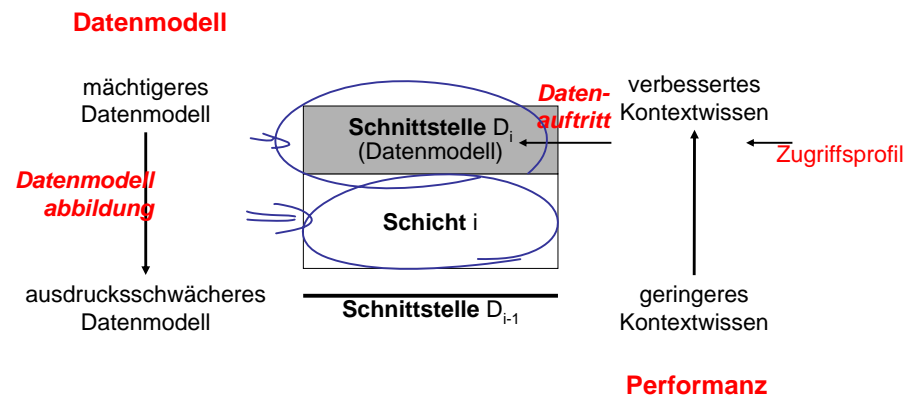 Datenmodell
mächtigeres
Datenmodell
Datenmodell
abbildung
ausdrucksschwächeres
Datenmodell
Schnittstelle Di
(Datenmodell)
Schicht i
Schnittstelle Di-1
Daten-
auftritt
verbessertes
Kontextwissen
Zugriffsprofil
geringeres
Kontextwissen
Performanz